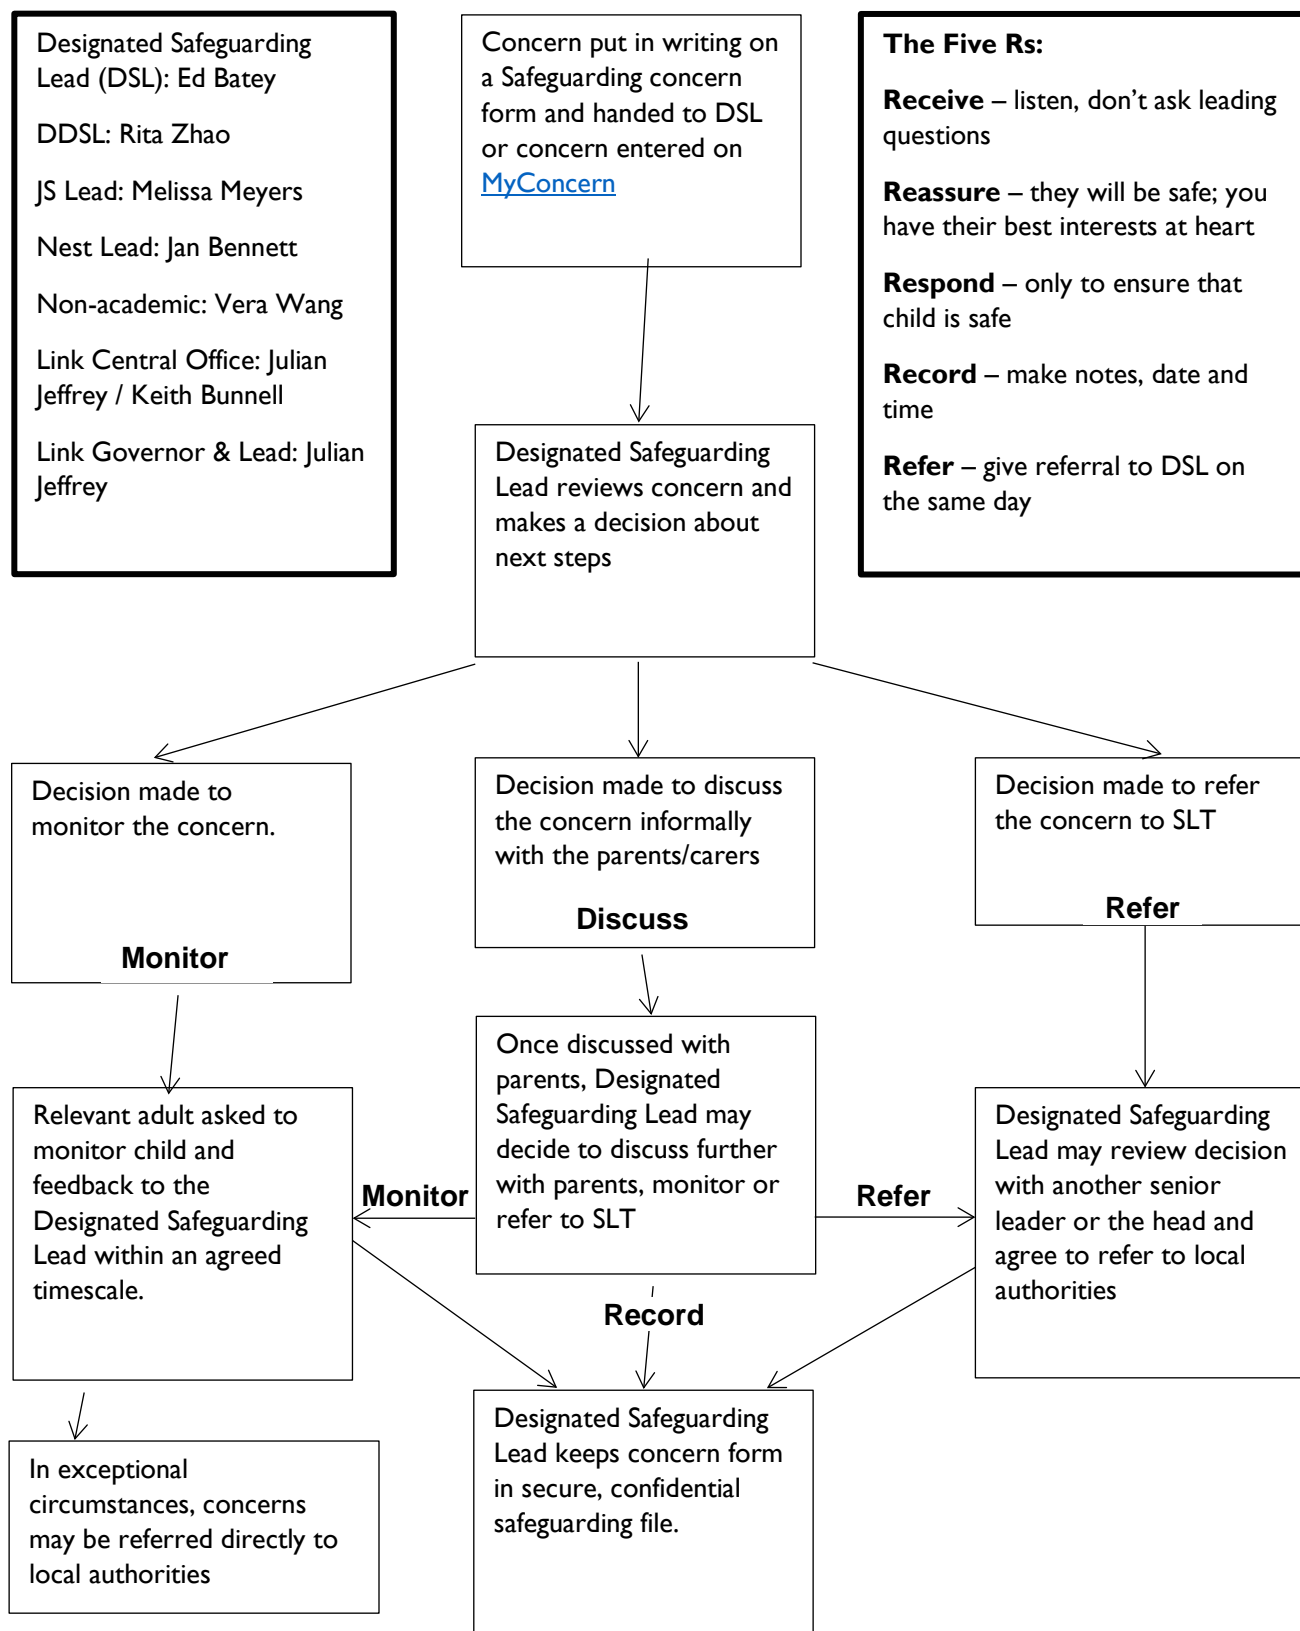 Designated Safeguarding
Lead (DSL): Ed Batey
DDSL: Rita Zhao
JS Lead: Melissa Meyers
Nest Lead: Jan Bennett
Non-academic: Vera Wang
Link Central Office: Julian
Jeffrey / Keith Bunnell
Link Governor & Lead: Julian
Jeffrey
Concern put in writing on
a Safeguarding concern
form and handed to DSL
or concern entered on
MyConcern
The Five Rs:
Receive – listen, don’t ask leading
questions
Reassure – they will be safe; you
have their best interests at heart
Respond – only to ensure that
child is safe
Record – make notes, date and
time
Refer – give referral to DSL on
the same day
Designated Safeguarding
Lead reviews concern and
makes a decision about
next steps
Decision made to
monitor the concern.
Monitor
Decision made to discuss
the concern informally
with the parents/carers
Discuss
Decision made to refer
the concern to SLT
Refer
Relevant adult asked to
monitor child and
feedback to the
Designated Safeguarding
Lead within an agreed
timescale.
Monitor
Once discussed with
parents, Designated
Safeguarding Lead may
decide to discuss further
with parents, monitor or
refer to SLT
Refer
Designated Safeguarding
Lead may review decision
with another senior
leader or the head and
agree to refer to local
authorities
Record
In exceptional
circumstances, concerns
may be referred directly to
local authorities
Designated Safeguarding
Lead keeps concern form
in secure, confidential
safeguarding file.